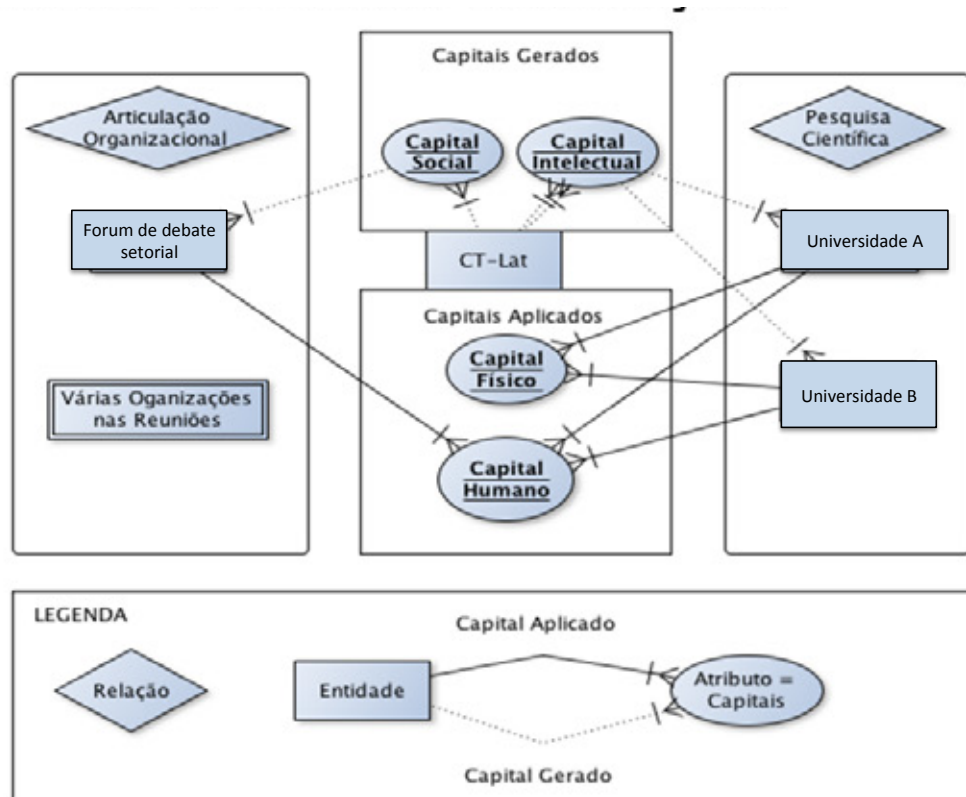 Capitais Gerados
Articulação
Organizacional
Capital
Social
Capital
Intelectual
Pesquisa
Científica
Forum de debate
setorial
CT-Lat
Universidade A
Capitais Aplicados
Capital
Físico
Várias Oganizações
nas Reuniões
Universidade B
Capital
Humano
LEGENDA
Capital Aplicado
Relação
Entidade
Atributo =
Capitais
Capital Gerado